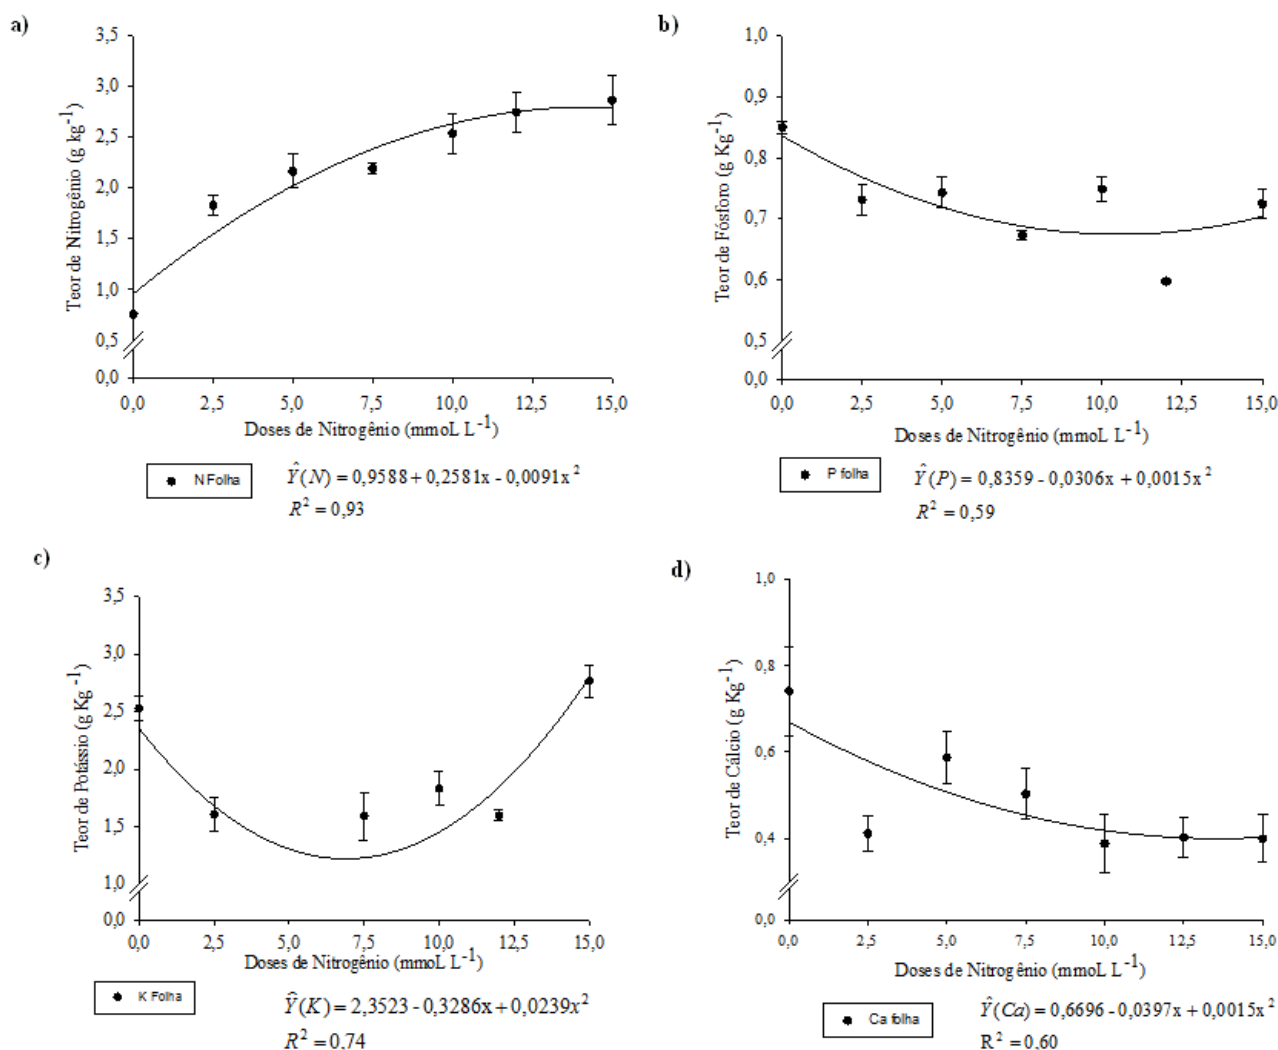 a)
3,5
3,0
2,5
2,0
1,5
1,0
0,5
0,0
Teor de Nitrogênio (g kg⁻¹)
0,0 2,5 5,0 7,5 10,0 12,5 15,0
Doses de Nitrogênio (mmoL L⁻¹)
N Folha
Ŷ(N) = 0,9588 + 0,2581x - 0,0091x²
R² = 0,93
b)
1,0
0,9
0,8
0,7
0,6
0,5
0,0
Teor de Fósforo (g Kg⁻¹)
0,0 2,5 5,0 7,5 10,0 12,5 15,0
Doses de Nitrogênio (mmoL L⁻¹)
P folha
Ŷ(P) = 0,8359 - 0,0306x + 0,0015x²
R² = 0,59
c)
3,5
3,0
2,5
2,0
1,5
1,0
0,0
Teor de Potássio (g Kg⁻¹)
0,0 2,5 5,0 7,5 10,0 12,5 15,0
Doses de Nitrogênio (mmoL L⁻¹)
K Folha
Ŷ(K) = 2,3523 - 0,3286x + 0,0239x²
R² = 0,74
d)
1,0
0,8
0,6
0,4
0,0
Teor de Cálcio (g Kg⁻¹)
0,0 2,5 5,0 7,5 10,0 12,5 15,0
Doses de Nitrogênio (mmoL L⁻¹)
Ca folha
Ŷ(Ca) = 0,6696 - 0,0397x + 0,0015x²
R² = 0,60